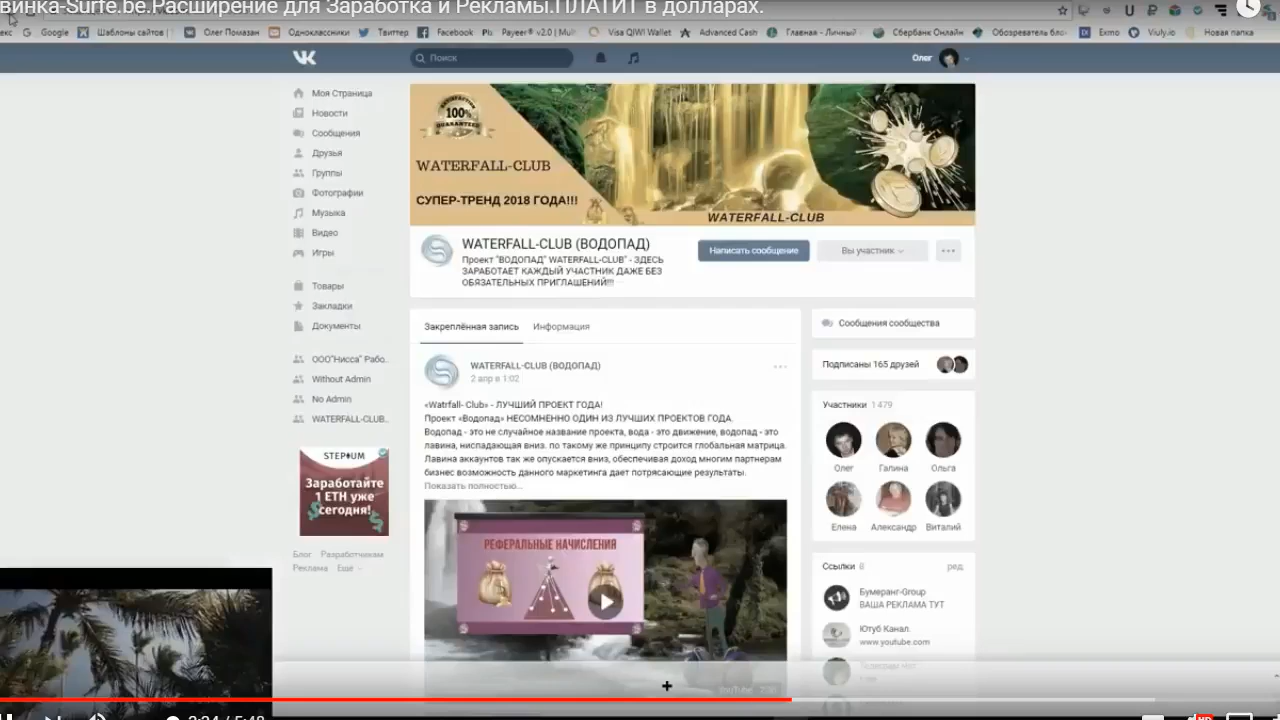 винка-Surfe.be.Расширение для Заработка и Рекламы.ПЛАТИТ в долларах.
екс Google Шаблоны сайтов | Олег Помазан Одноклассники Твиттер Facebook Payeer® v2.0 | Mult Visa QIWI Wallet Advanced Cash Главная - Личный Сбербанк Онлайн Обозреватель бло Exmo Viuly.io Новая папка
Поиск
Олег
Моя Страница
Новости
Сообщения
Друзья
Группы
Фотографии
Музыка
Видео
Игры
Товары
Закладки
Документы
ООО"Нисса" Рабо..
Without Admin
No Admin
WATERFALL-CLUB..
STEPIUM
Заработайте
1 ETH уже
сегодня!
Блог Разработчикам
Реклама Ещё
100%
WATERFALL-CLUB
СУПЕР-ТРЕНД 2018 ГОДА!!!
WATERFALL-CLUB
WATERFALL-CLUB (ВОДОПАД)
Проект "ВОДОПАД" WATERFALL-CLUB" - ЗДЕСЬ
ЗАРАБОТАЕТ КАЖДЫЙ УЧАСТНИК ДАЖЕ БЕЗ
ОБЯЗАТЕЛЬНЫХ ПРИГЛАШЕНИЙ!!!
Написать сообщение
Вы участник
Закреплённая запись Информация
WATERFALL-CLUB (ВОДОПАД)
2 апр в 1:02
«Watrfall- Club» - ЛУЧШИЙ ПРОЕКТ ГОДА!
Проект «Водопад» НЕСОМНЕННО ОДИН ИЗ ЛУЧШИХ ПРОЕКТОВ ГОДА.
Водопад - это не случайное название проекта, вода - это движение, водопад - это
лавина, ниспадающая вниз. по такому же принципу строится глобальная матрица.
Лавина аккаунтов так же опускается вниз, обеспечивая доход многим партнерам
бизнес возможность данного маркетинга дает потрясающие результаты.
Показать полностью...
РЕФЕРАЛЬНЫЕ НАЧИСЛЕНИЯ
YouTube
Сообщения сообщества
Подписаны 165 друзей
Участники 1 479
Олег Галина Ольга
Елена Александр Виталий
Ссылки 8 ред.
Бумеранг-Group
ВАША РЕКЛАМА ТУТ
Ютуб Канал
www.youtube.com
Телеграм Чат
HD